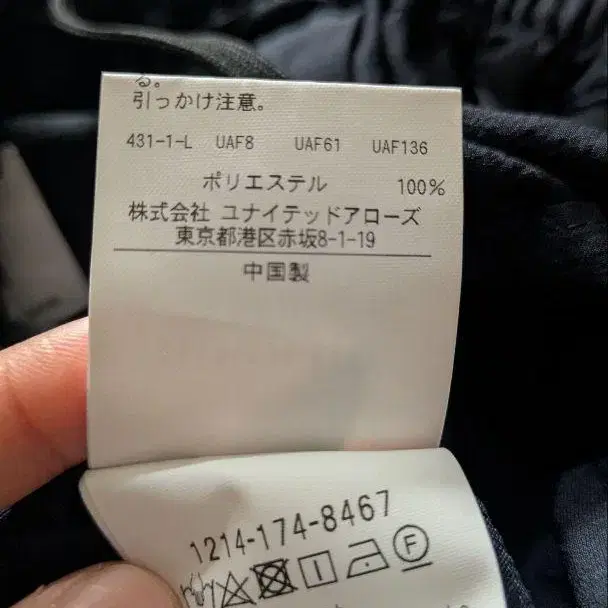 る。
引っかけ注意。
431-1-L UAF8 UAF61 UAF136
ポリエステル 100%
株式会社 ユナイテッドアローズ
東京都港区赤坂8-1-19
中国製
1214-174-8467
F